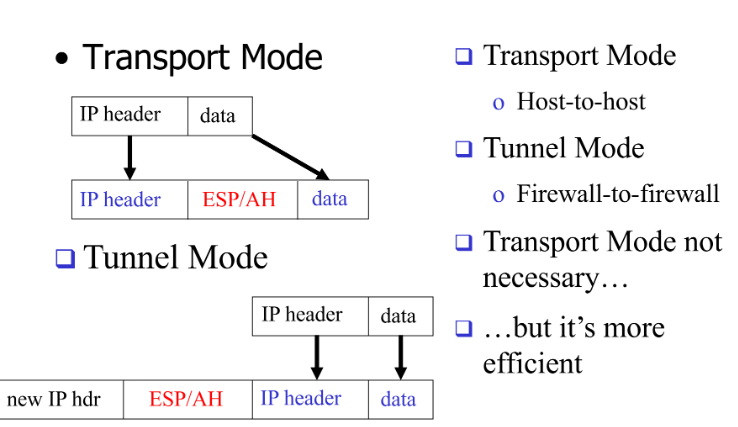 • Transport Mode
IP header data
IP header ESP/AH data
❑ Tunnel Mode
IP header data
new IP hdr ESP/AH IP header data
❑ Transport Mode
o Host-to-host
❑ Tunnel Mode
o Firewall-to-firewall
❑ Transport Mode not
necessary…
❑ …but it’s more
efficient